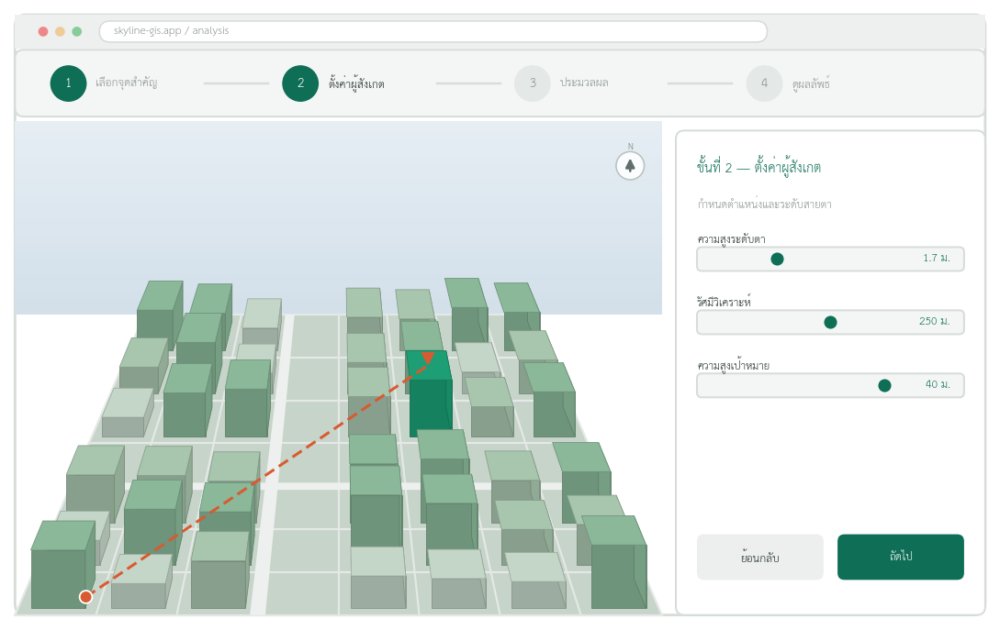 skyline-gis.app / analysis
1 เลือกจุดสำคัญ
2 ตั้งค่าผู้สังเกต
3 ประมวลผล
4 ดูผลลัพธ์
N
ขั้นที่ 2 — ตั้งค่าผู้สังเกต
กำหนดตำแหน่งและระดับสายตา
ความสูงระดับตา
1.7 ม.
รัศมีวิเคราะห์
250 ม.
ความสูงเป้าหมาย
40 ม.
ย้อนกลับ
ถัดไป